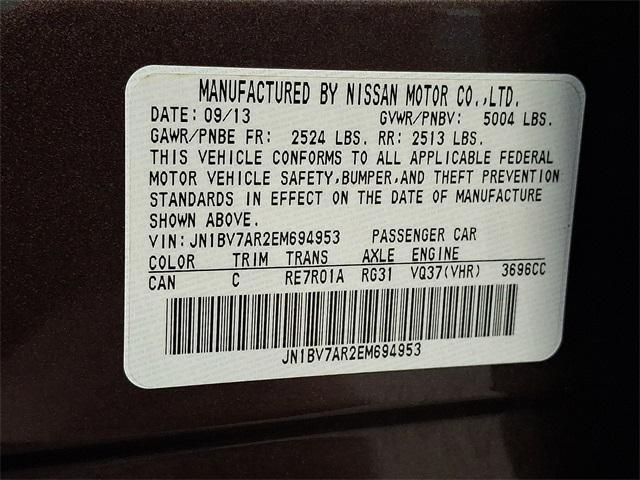 MANUFACTURED BY NISSAN MOTOR CO.,LTD.
DATE: 09/13 GVWR/PNBV: 5004 LBS.
GAWR/PNBE FR: 2524 LBS. RR: 2513 LBS.
THIS VEHICLE CONFORMS TO ALL APPLICABLE FEDERAL
MOTOR VEHICLE SAFETY,BUMPER,AND THEFT PREVENTION
STANDARDS IN EFFECT ON THE DATE OF MANUFACTURE
SHOWN ABOVE.
VIN:JN1BV7AR2EM694953 PASSENGER CAR
COLOR TRIM TRANS AXLE ENGINE
CAN C RE7R01A RG31 VQ37(VHR) 3696CC
JN1BV7AR2EM694953